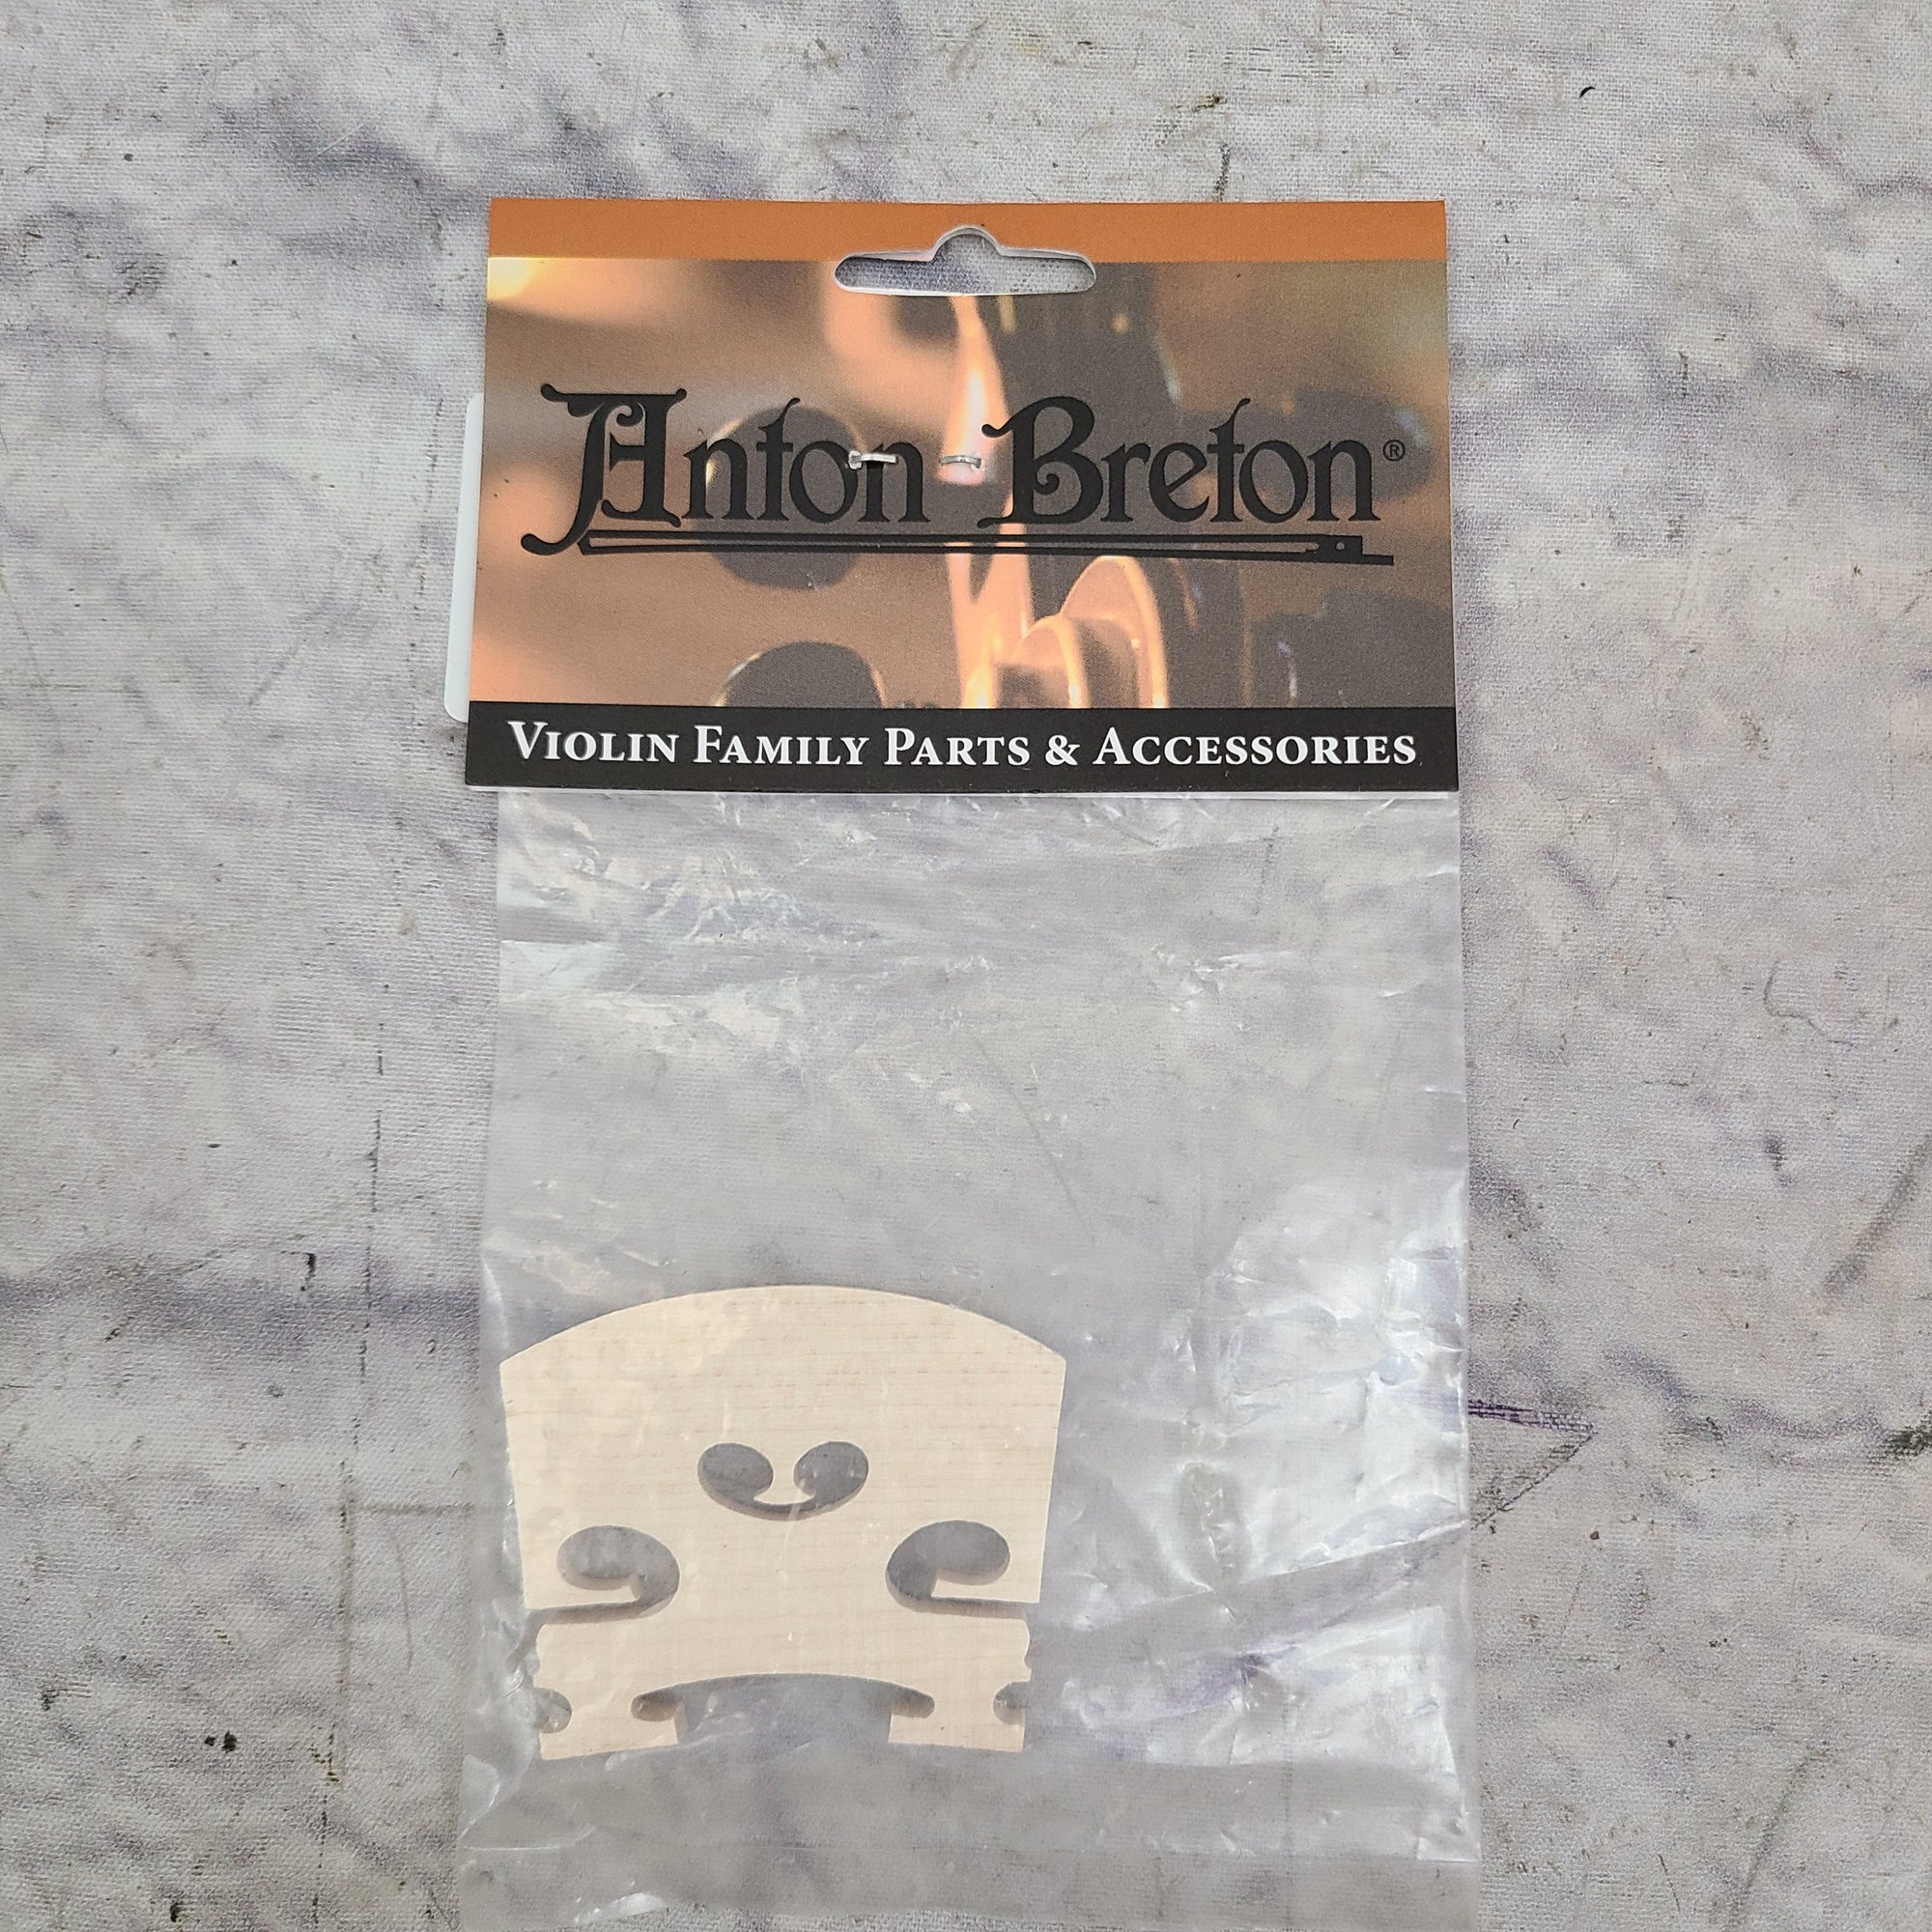 Anton Breton®
VIOLIN FAMILY PARTS & ACCESSORIES